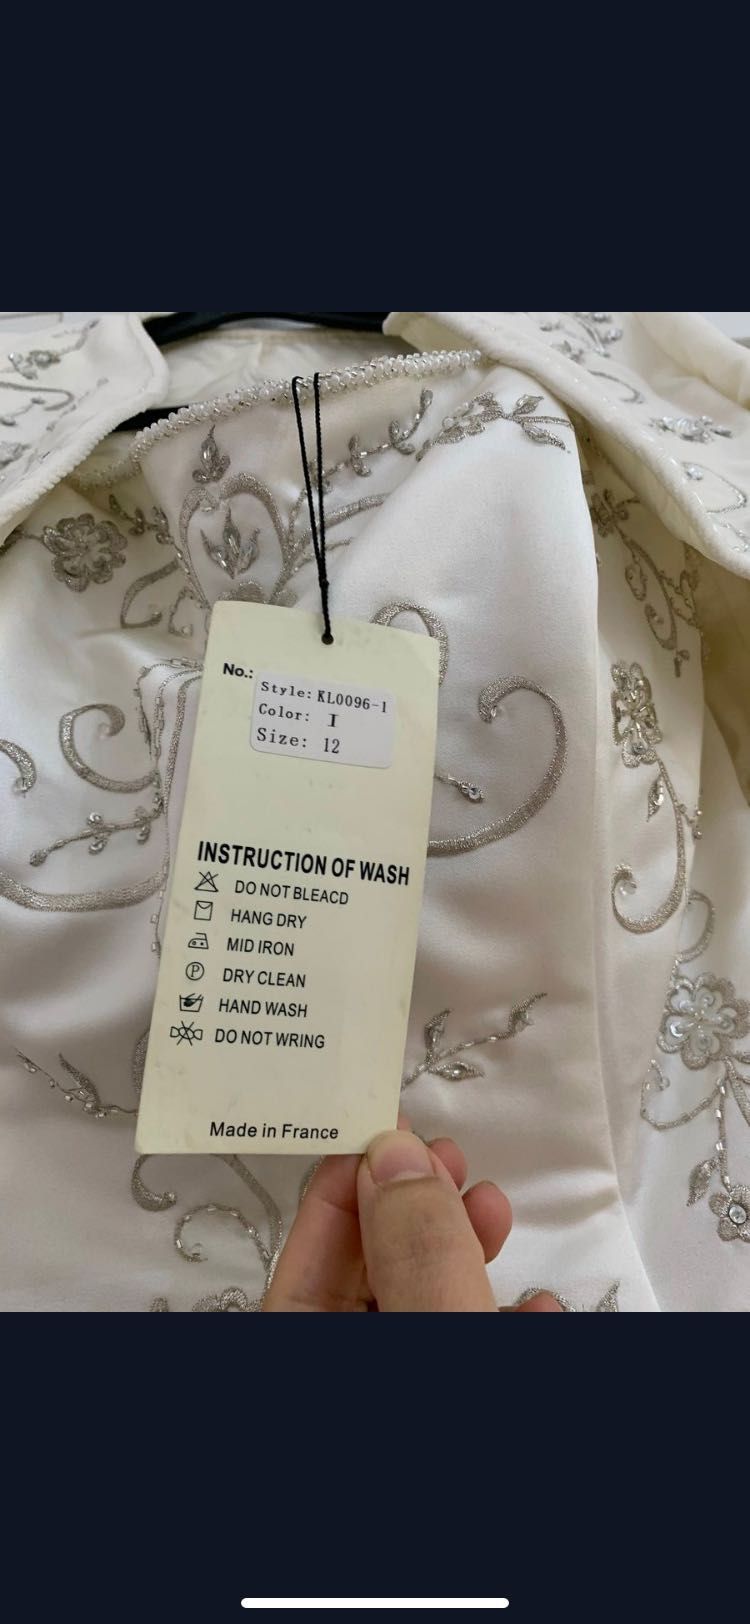 No.:
Style: KL0096-1
Color: I
Size: 12
INSTRUCTION OF WASH
DO NOT BLEACD
HANG DRY
MID IRON
P DRY CLEAN
HAND WASH
DO NOT WRING
Made in France